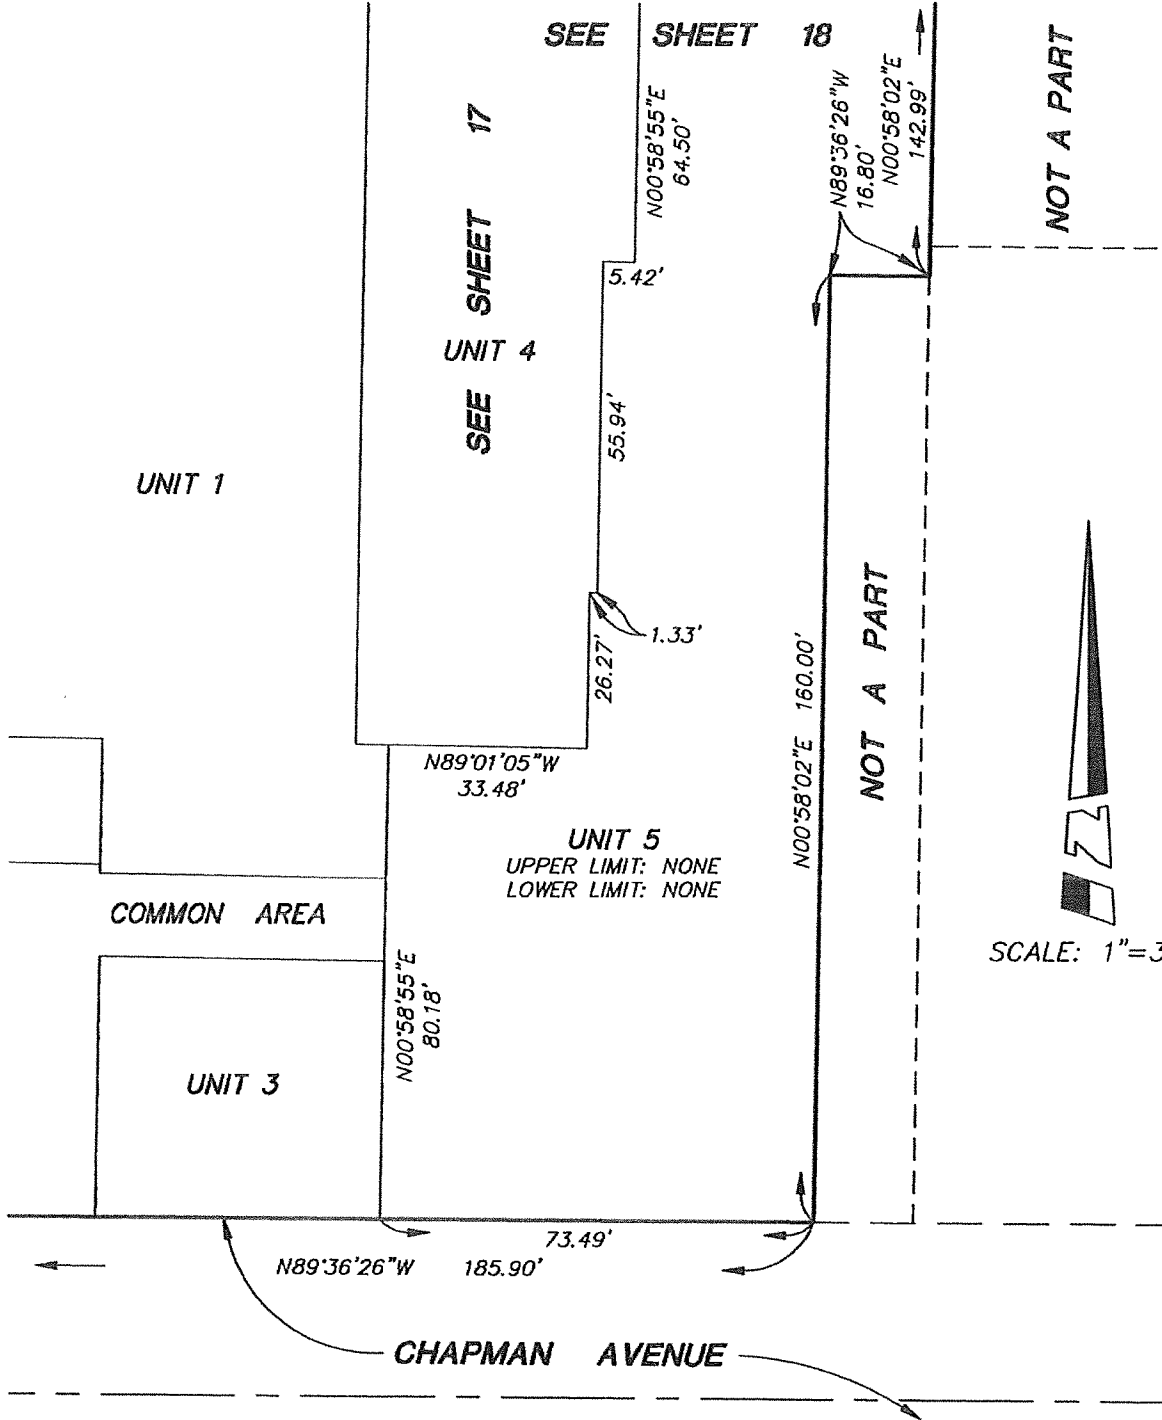 SEE SHEET 18
N00°58'55"E
64.50'
N89°36'26"W
16.80'
N00°58'02"E
142.99'
NOT A PART
SEE SHEET 17
5.42'
UNIT 4
55.94'
UNIT 1
1.33'
26.27'
N89°01'05"W
33.48'
N00°58'02"E 160.00'
NOT A PART
UNIT 5
UPPER LIMIT: NONE
LOWER LIMIT: NONE
COMMON AREA
N
SCALE: 1"=3
N00°58'55"E
80.18'
UNIT 3
73.49'
N89°36'26"W 185.90'
CHAPMAN AVENUE